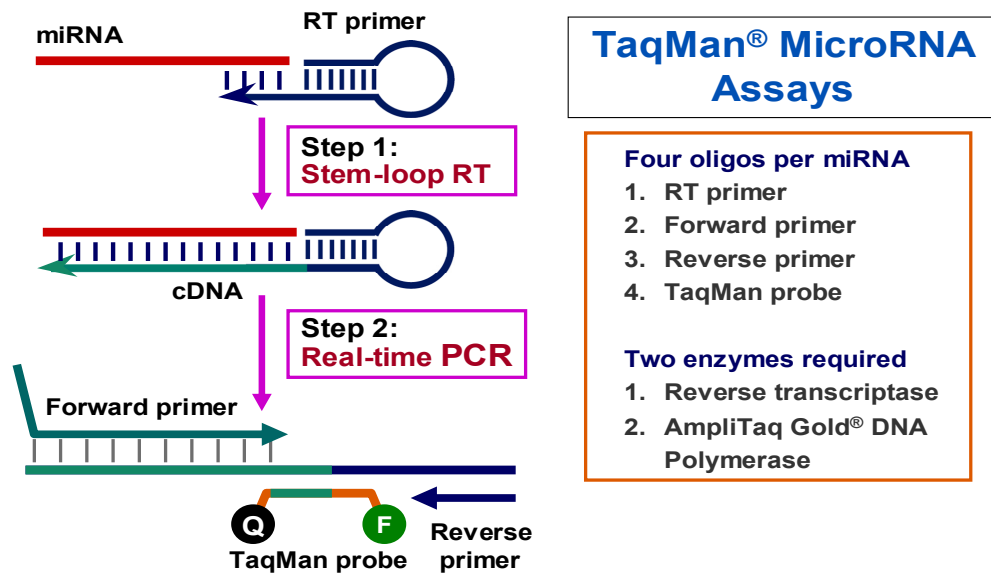 miRNA
RT primer
Step 1:
Stem-loop RT
cDNA
Step 2:
Real-time PCR
Forward primer
Q
F
TaqMan probe
Reverse
primer
TaqMan® MicroRNA
Assays
Four oligos per miRNA
1. RT primer
2. Forward primer
3. Reverse primer
4. TaqMan probe
Two enzymes required
1. Reverse transcriptase
2. AmpliTaq Gold® DNA
Polymerase